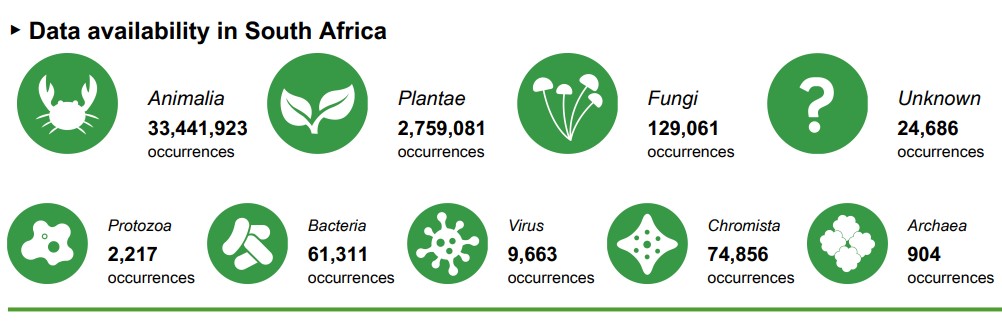 ▸ Data availability in South Africa
Animalia
33,441,923
occurrences
Plantae
2,759,081
occurrences
Fungi
129,061
occurrences
?
Unknown
24,686
occurrences
Protozoa
2,217
occurrences
Bacteria
61,311
occurrences
Virus
9,663
occurrences
Chromista
74,856
occurrences
Archaea
904
occurrences